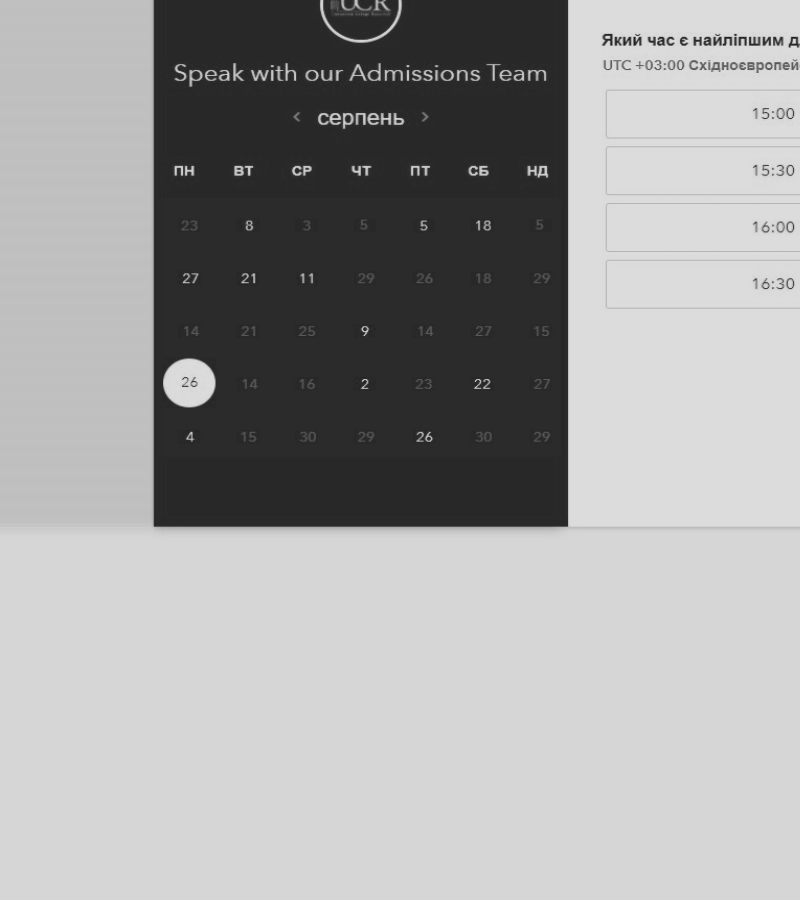 UCR
Speak with our Admissions Team
< серпень >
ПН ВТ СР ЧТ ПТ СБ НД
23 8 3 5 5 18 5
27 21 11 29 26 18 29
14 21 25 9 14 27 15
26 14 16 2 23 22 27
4 15 30 29 26 30 29
Який час є найліпшим
UTC +03:00 Східноєвропей
15:00
15:30
16:00
16:30